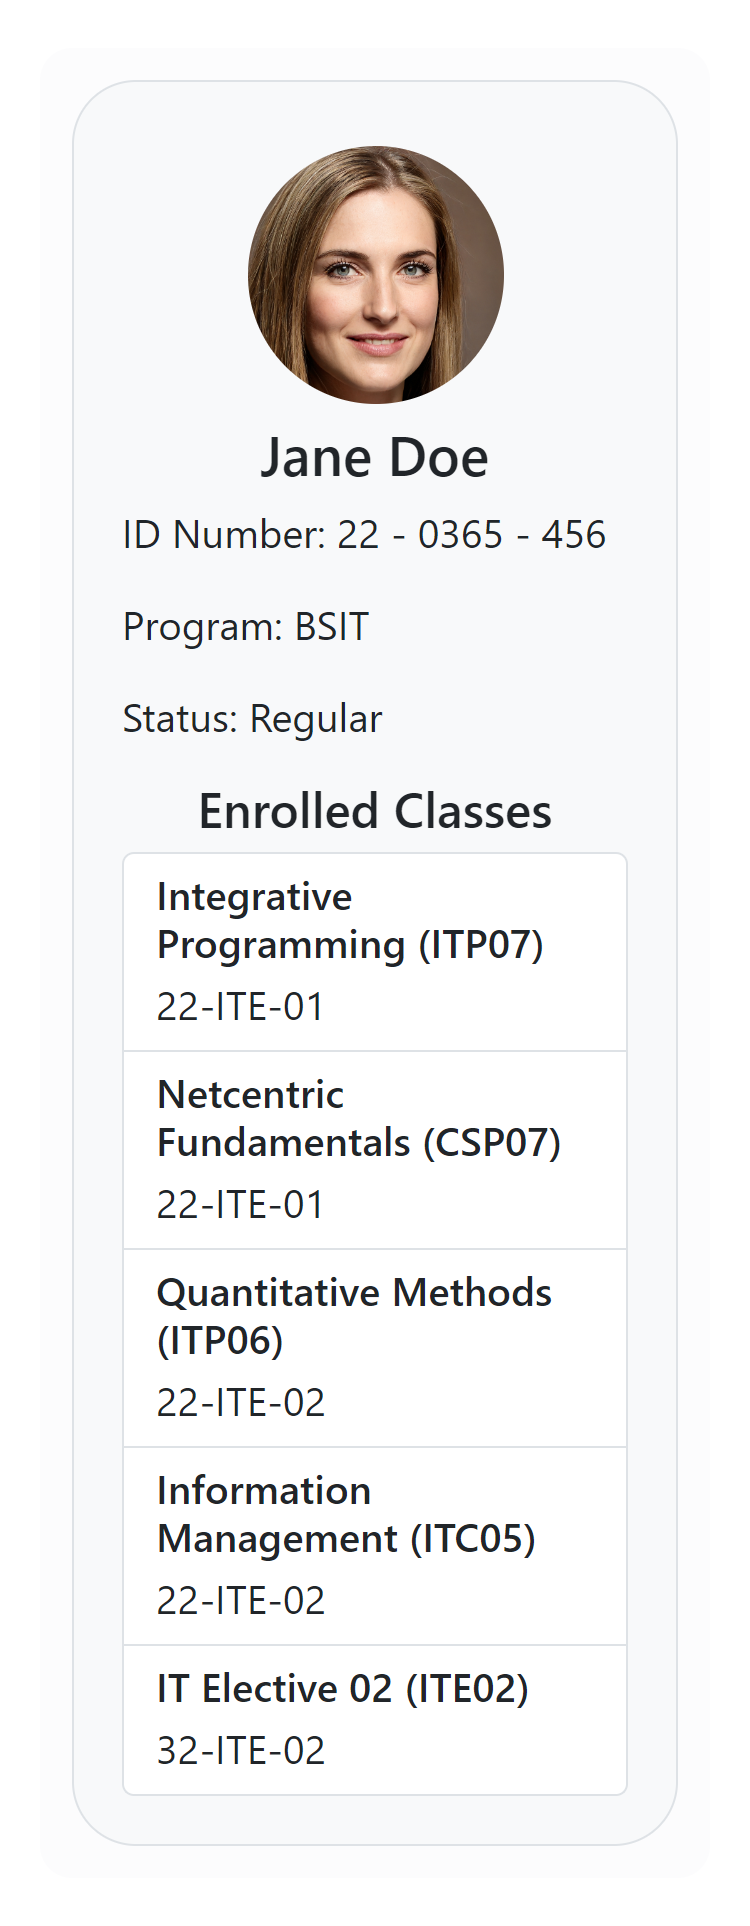 Jane Doe
ID Number: 22 - 0365 - 456
Program: BSIT
Status: Regular
Enrolled Classes
Integrative
Programming (ITP07)
22-ITE-01
Netcentric
Fundamentals (CSP07)
22-ITE-01
Quantitative Methods
(ITP06)
22-ITE-02
Information
Management (ITC05)
22-ITE-02
IT Elective 02 (ITE02)
32-ITE-02